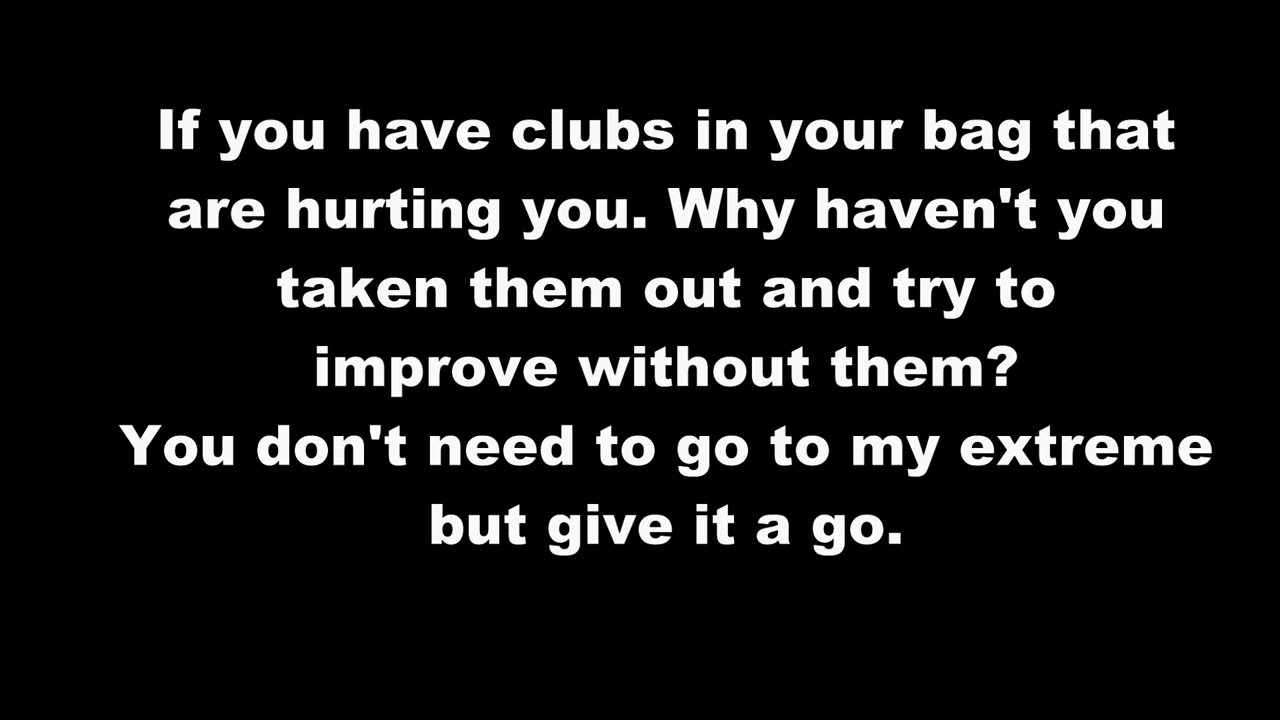 If you have clubs in your bag that
are hurting you. Why haven't you
taken them out and try to
improve without them?
You don't need to go to my extreme
but give it a go.